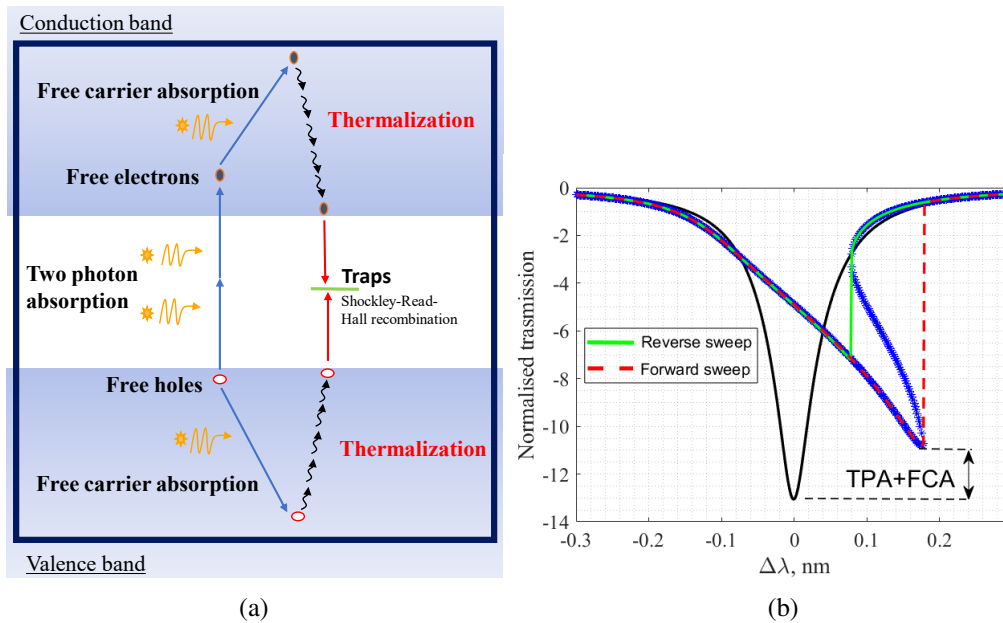 Conduction band
Free carrier absorption
Thermalization
Free electrons
Two photon
absorption
Traps
Shockley-Read-
Hall recombination
Free holes
Thermalization
Free carrier absorption
Valence band
(a)
Normalised trasmission
0
-2
-4
-6
-8
-10
-12
-14
Reverse sweep
Forward sweep
TPA+FCA
-0.3
-0.2
-0.1
0
0.1
0.2
Δλ, nm
(b)